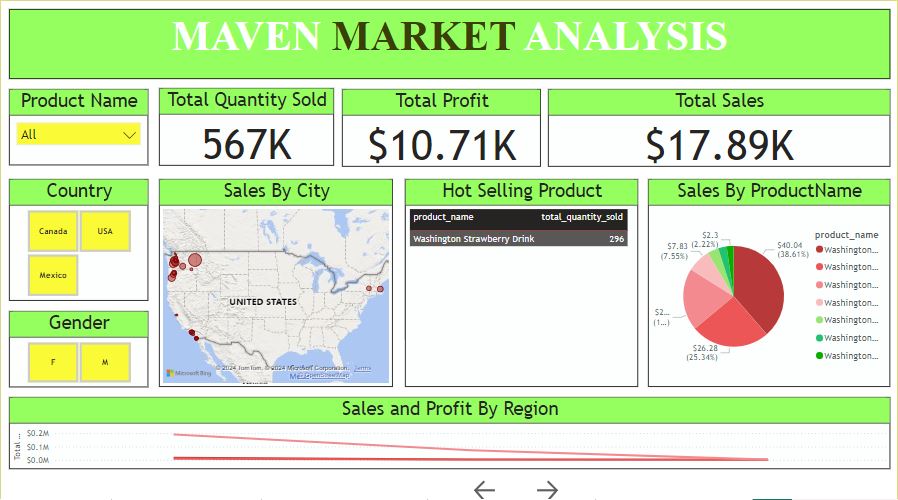 MAVEN MARKET ANALYSIS
Product Name
All
Total Quantity Sold
567K
Total Profit
$10.71K
Total Sales
$17.89K
Country
Canada
USA
Mexico
Gender
F
M
Sales By City
UNITED STATES
Microsoft Bing
© 2024 TomTom, © 2024 Microsoft Corporation, Terms
© OpenStreetMap
Hot Selling Product
product_name total_quantity_sold
Washington Strawberry Drink 296
Sales By ProductName
$2.3
(2.22%)
$7.83
(7.55%)
$2...
(1...)
$26.28
(25.34%)
$40.04
(38.61%)
product_name
Washington...
Washington...
Washington...
Washington...
Washington...
Washington...
Washington...
Sales and Profit By Region
Total ...
$0.2M
$0.1M
$0.0M